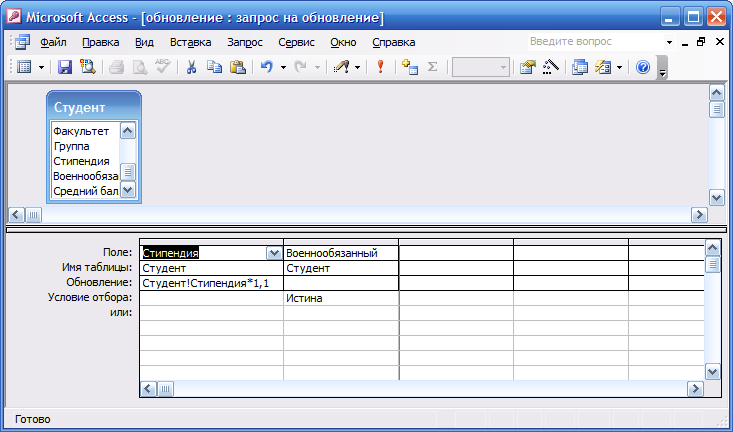 Microsoft Access - [обновление : запрос на обновление]
Файл Правка Вид Вставка Запрос Сервис Окно Справка Введите вопрос
Студент
Факультет
Группа
Стипендия
Военнообяза
Средний бал
Поле: Стипендия Военнообязанный
Имя таблицы: Студент Студент
Обновление: Студент!Стипендия*1,1
Условие отбора: Истина
или:
Готово